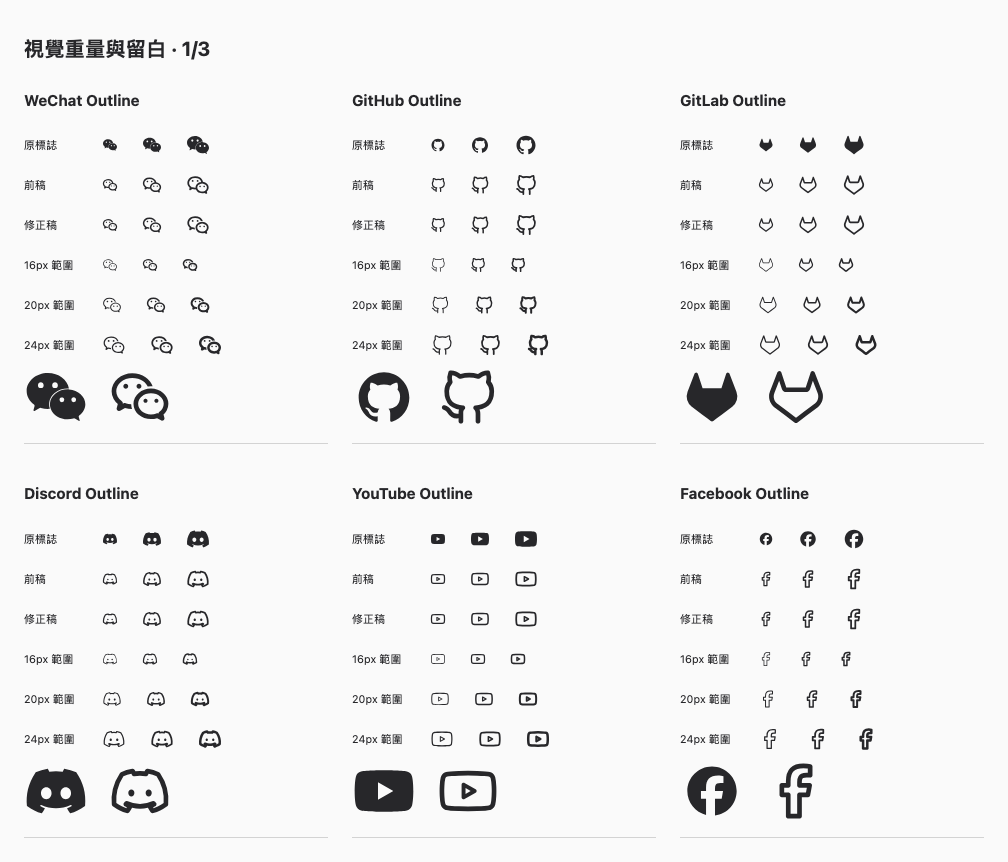 視覺重量與留白 · 1/3
WeChat Outline
原標誌
前稿
修正稿
16px 範圍
20px 範圍
24px 範圍
GitHub Outline
原標誌
前稿
修正稿
16px 範圍
20px 範圍
24px 範圍
GitLab Outline
原標誌
前稿
修正稿
16px 範圍
20px 範圍
24px 範圍
Discord Outline
原標誌
前稿
修正稿
16px 範圍
20px 範圍
24px 範圍
YouTube Outline
原標誌
前稿
修正稿
16px 範圍
20px 範圍
24px 範圍
Facebook Outline
原標誌
前稿
修正稿
16px 範圍
20px 範圍
24px 範圍